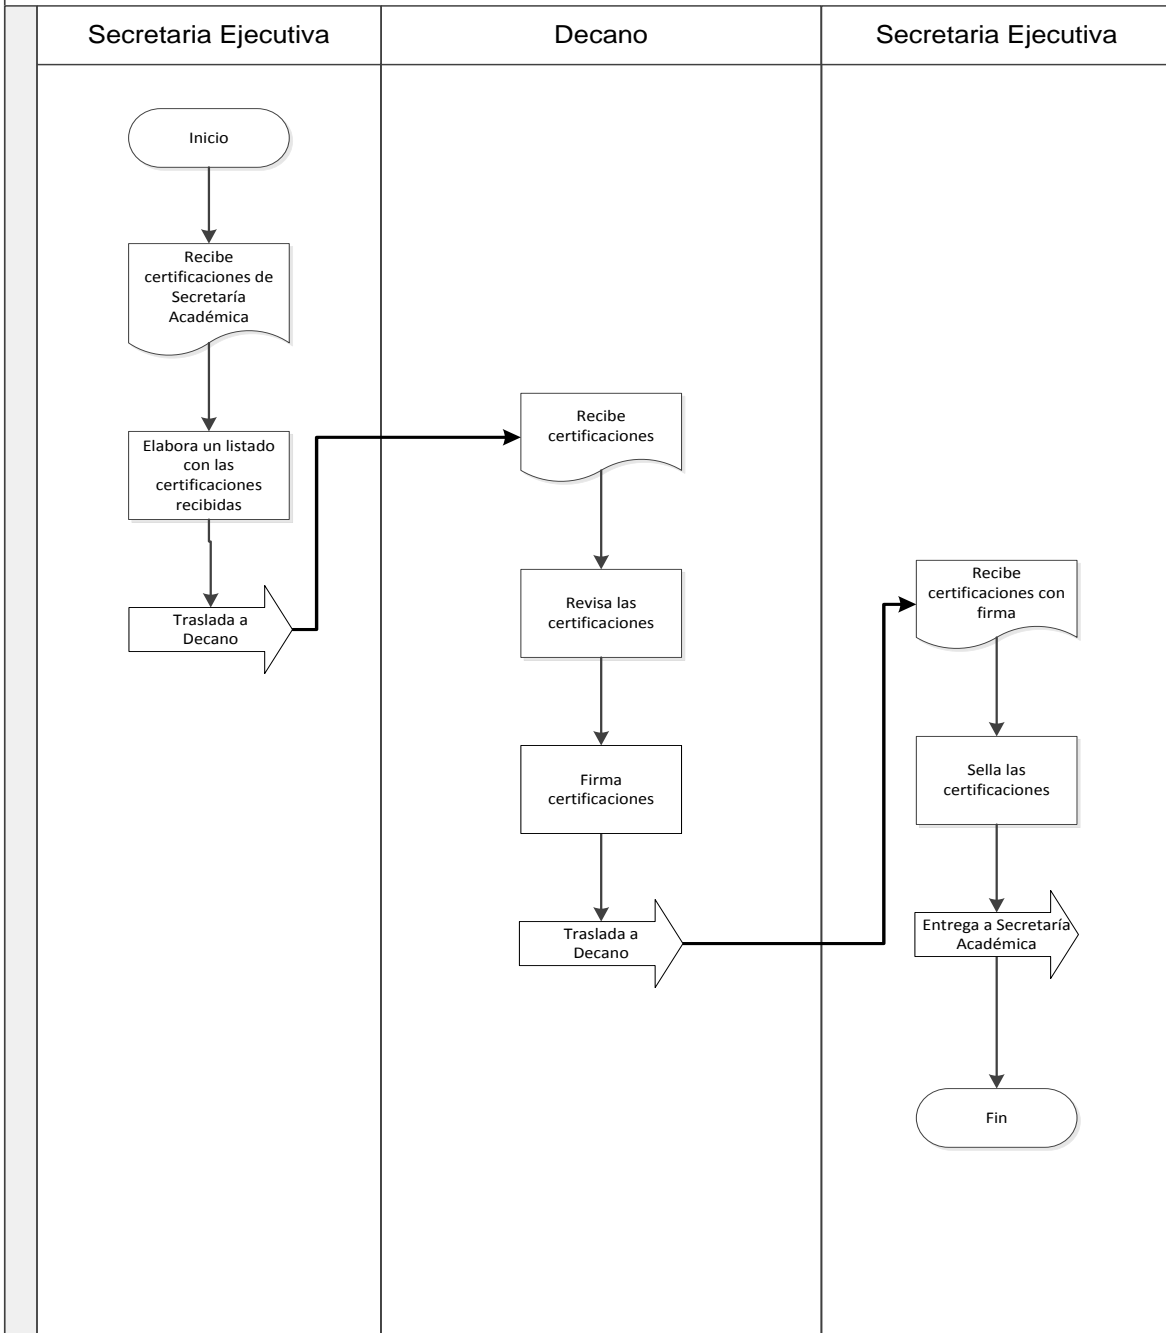 Secretaria Ejecutiva
Decano
Secretaria Ejecutiva
Inicio
Recibe
certificaciones de
Secretaría
Académica
Elabora un listado
con las
certificaciones
recibidas
Traslada a
Decano
Recibe
certificaciones
Revisa las
certificaciones
Firma
certificaciones
Traslada a
Decano
Recibe
certificaciones con
firma
Sella las
certificaciones
Entrega a Secretaría
Académica
Fin